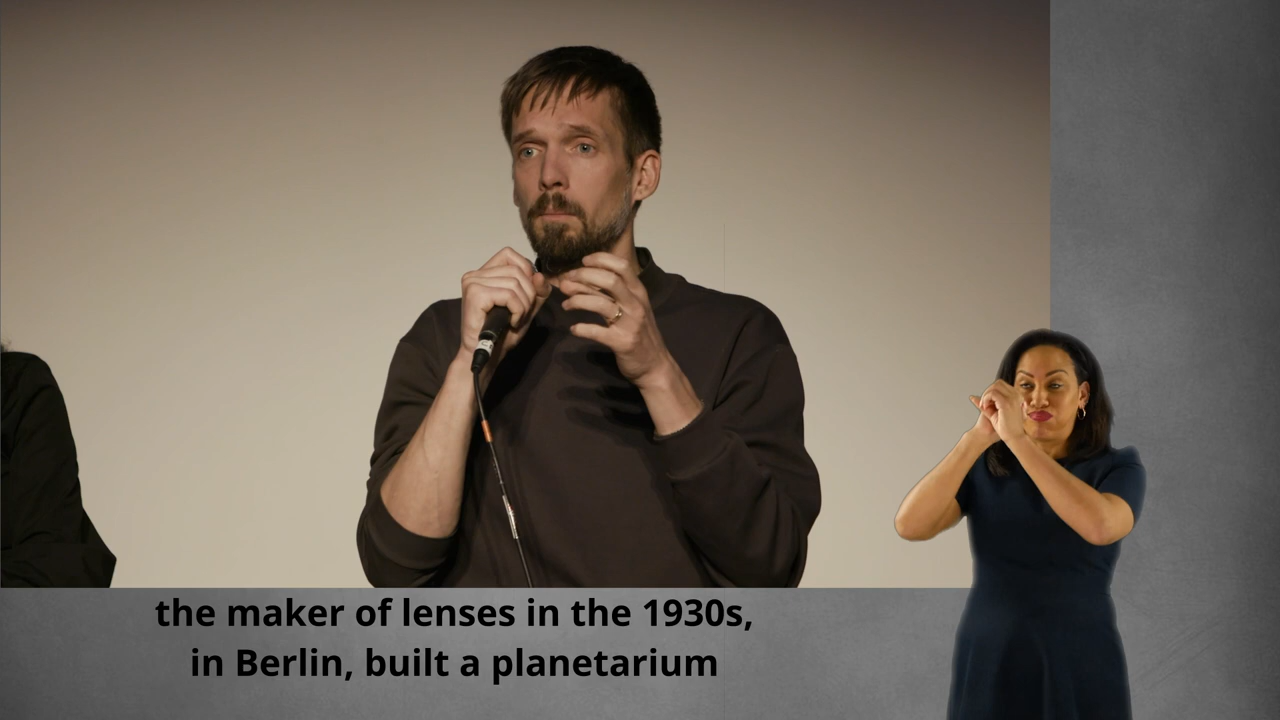 the maker of lenses in the 1930s,
in Berlin, built a planetarium